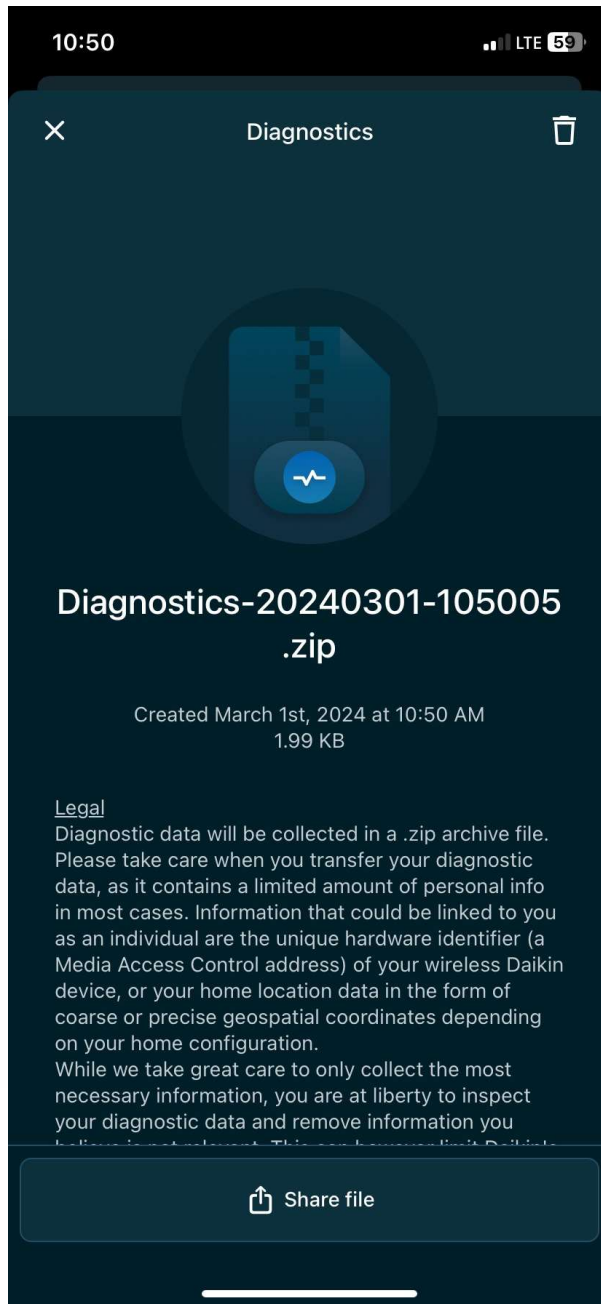 10:50
LTE 59
Diagnostics
Diagnostics-20240301-105005
.zip
Created March 1st, 2024 at 10:50 AM
1.99 KB
Legal
Diagnostic data will be collected in a .zip archive file.
Please take care when you transfer your diagnostic
data, as it contains a limited amount of personal info
in most cases. Information that could be linked to you
as an individual are the unique hardware identifier (a
Media Access Control address) of your wireless Daikin
device, or your home location data in the form of
coarse or precise geospatial coordinates depending
on your home configuration.
While we take great care to only collect the most
necessary information, you are at liberty to inspect
your diagnostic data and remove information you
Share file